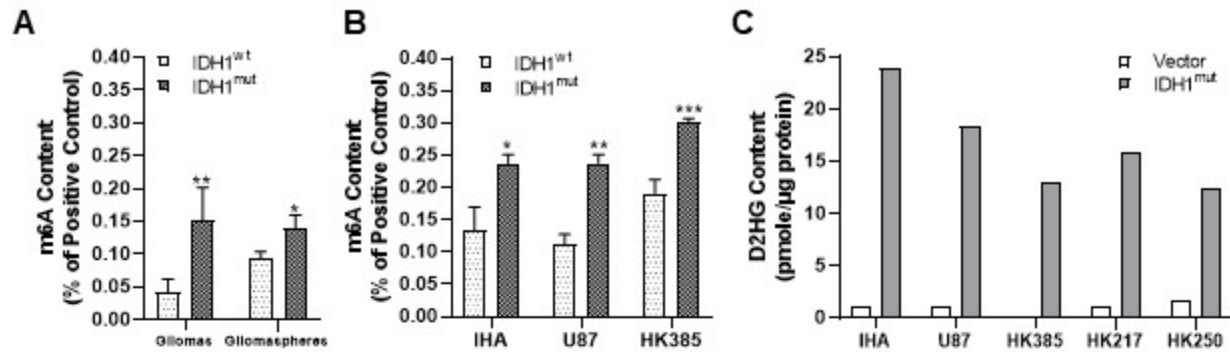 A
IDH1wt
IDH1mut
m6A Content
(% of Positive Control)
0.40
0.35
0.30
0.25
0.20
0.15
0.10
0.05
0.00
**
*
Gliomas Gliomaspheres
B
IDH1wt
IDH1mut
m6A Content
(% of Positive Control)
0.40
0.35
0.30
0.25
0.20
0.15
0.10
0.05
0.00
*
**
***
IHA U87 HK385
C
Vector
IDH1mut
D2HG Content
(pmole/µg protein)
25
20
15
10
5
0
IHA U87 HK385 HK217 HK250